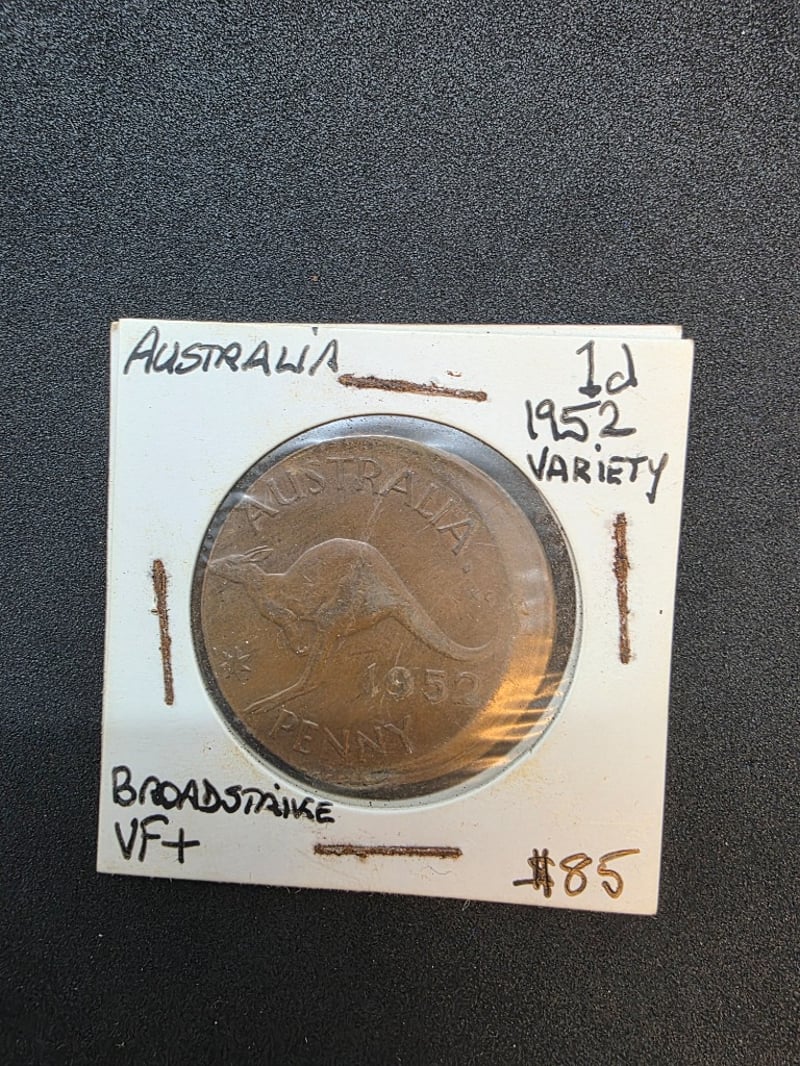 AUSTRALIA
1d
1952
VARIETY
AUSTRALIA.
1952
PENNY
BROADSTRIKE
VF+
$85